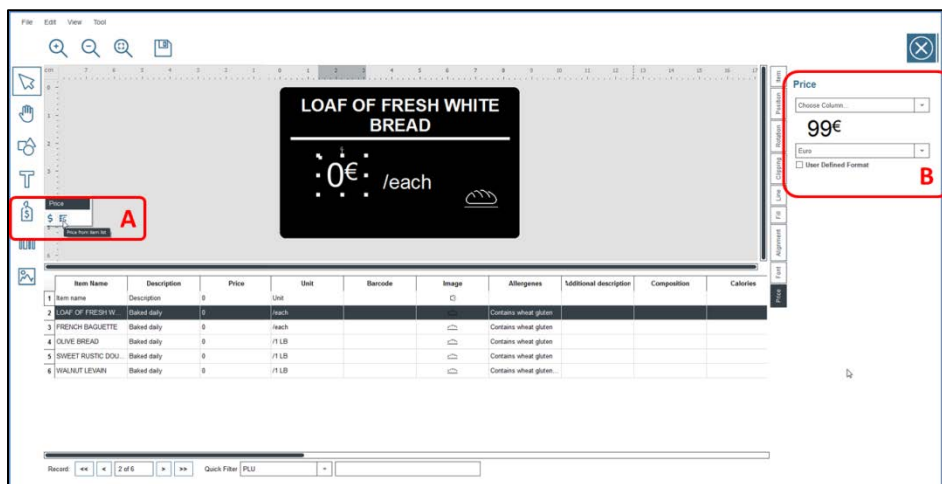 File Edit View Tool
cm
Price
$
A
Price from item list
LOAF OF FRESH WHITE
BREAD
0€ /each
Item
Position
Rotation
Clipping
Line
Fill
Alignment
Font
Price
Price
Choose Column...
99€
Euro
User Defined Format
B
Item Name Description Price Unit Barcode Image Allergenes Additional description Composition Calories
1 Item name Description 0 Unit
2 LOAF OF FRESH W... Baked daily 0 /each Contains wheat gluten
3 FRENCH BAGUETTE Baked daily 0 /each Contains wheat gluten
4 OLIVE BREAD Baked daily 0 /1 LB Contains wheat gluten
5 SWEET RUSTIC DOU... Baked daily 0 /1 LB Contains wheat gluten
6 WALNUT LEVAIN Baked daily 0 /1 LB Contains wheat gluten...
Record: << < 2 of 6 > >> Quick Filter PLU